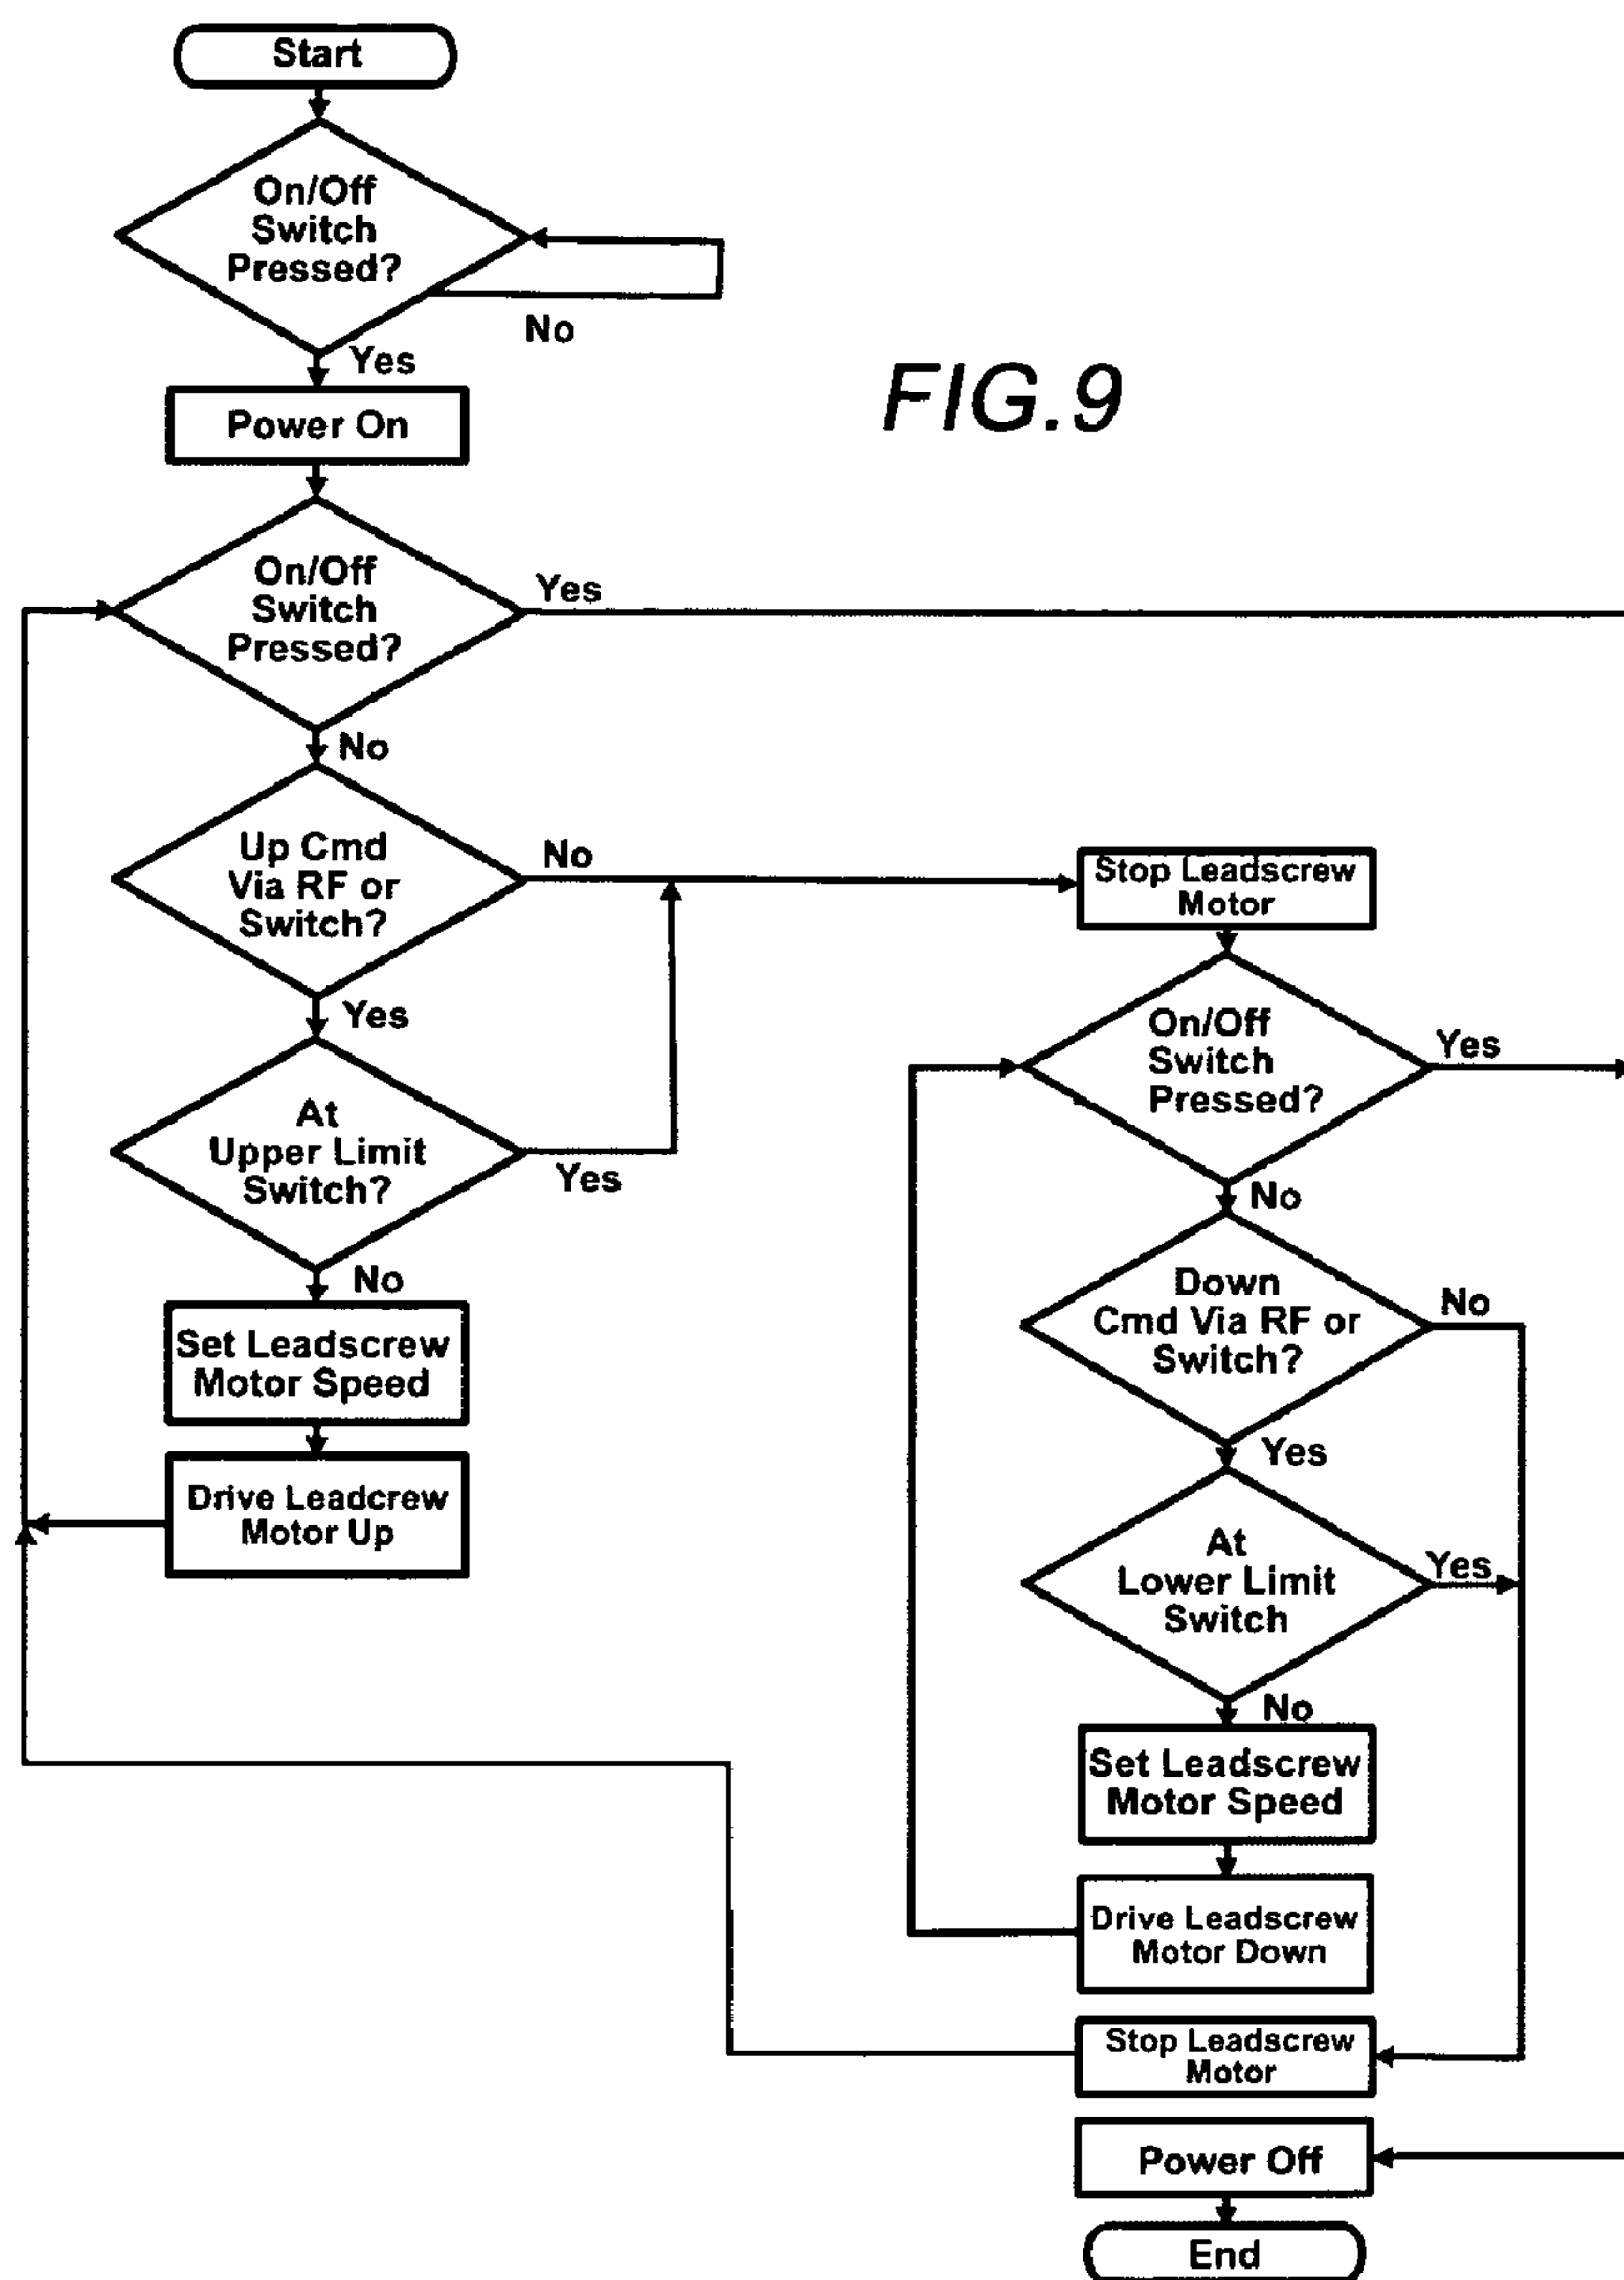 Start
On/Off
Switch
Pressed?
No
Yes
FIG.9
Power On
On/Off
Switch
Pressed?
Yes
No
Up Cmd
Via RF or
Switch?
No
Yes
At
Upper Limit
Switch?
Yes
No
Set Leadscrew
Motor Speed
Drive Leadcrew
Motor Up
Stop Leadscrew
Motor
On/Off
Switch
Pressed?
Yes
No
Down
Cmd Via RF or
Switch?
No
Yes
At
Lower Limit
Switch
Yes
No
Set Leadscrew
Motor Speed
Drive Leadscrew
Motor Down
Stop Leadscrew
Motor
Power Off
End